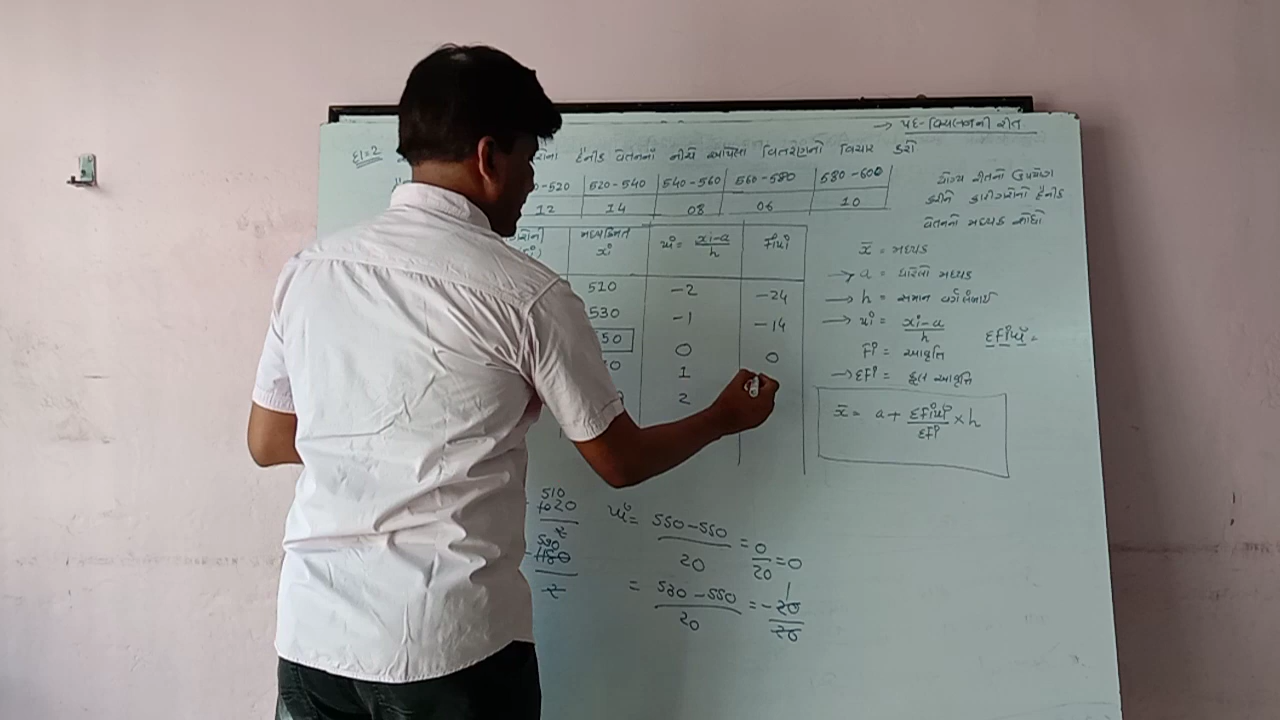 → પદ-વિચલનની રીત
દા=2 દૈનીક વેતનનાં નીચે આપેલા વિતરણનો વિચાર કરો
0-520 520-540 540-560 560-580 580-600
12 14 08 06 10
યોગ્ય રીતનો ઉપયોગ
કરીને કારીગરોનાં દૈનીક
વેતનનો મધ્યક શોધો
મધ્યકિંમત xi ui = xi-a / h fiui
510 -2 -24
530 -1 -14
550 0 0
0 1
2
x̄ = મધ્યક
→ a = ધારેલો મધ્યક
→ h = સમાન વર્ગલંબાઈ
→ ui = xi-a / h
fi = આવૃત્તિ
Σfiui =
→ Σfi = કુલ આવૃત્તિ
x̄ = a + Σfiui / Σfi × h
510
ui = 550-550 / 20 = 0 / 20 = 0
= 530-550 / 20 = -20 / 20